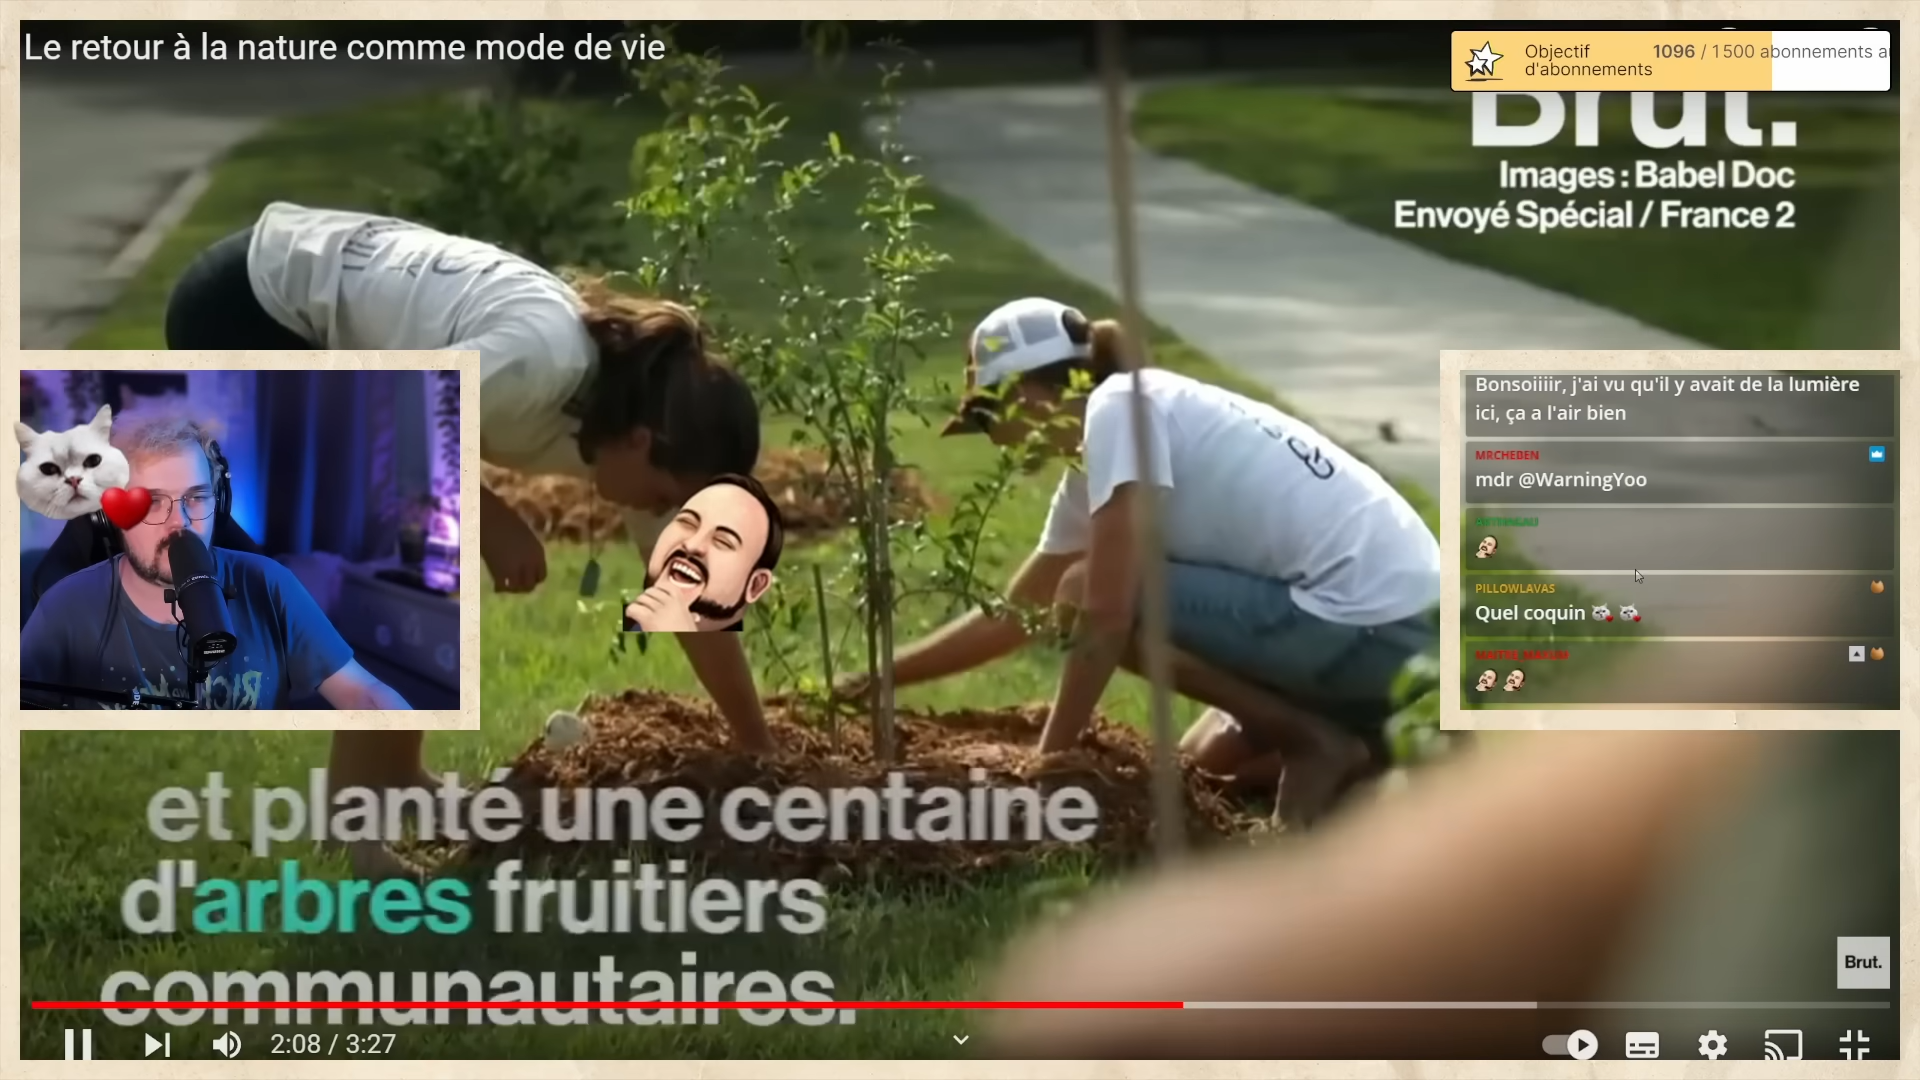 Le retour à la nature comme mode de vie
Objectif
d'abonnements
1096 / 1 500 abonnements a
Brut.
Images : Babel Doc
Envoyé Spécial / France 2
Bonsoiiiir, j'ai vu qu'il y avait de la lumière
ici, ça a l'air bien
MRCHEBEN
mdr @WarningYoo
PILLOWLAVAS
Quel coquin
et planté une centaine
d'arbres fruitiers
communautaires.
Brut.
2:08 / 3:27